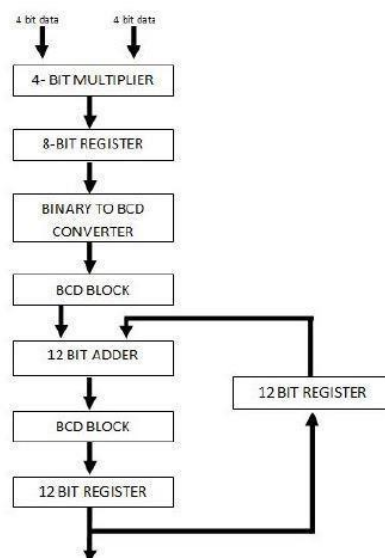 4 bit data
4 bit data
4- BIT MULTIPLIER
8-BIT REGISTER
BINARY TO BCD
CONVERTER
BCD BLOCK
12 BIT ADDER
12 BIT REGISTER
BCD BLOCK
12 BIT REGISTER